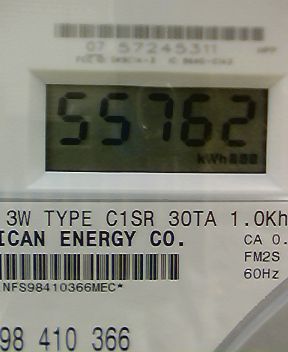 07 57245311
55762
kWh
3W TYPE C1SR 30TA 1.0Kh
ICAN ENERGY CO.
CA 0.
FM2S
60Hz
NFS98410366MEC*
98 410 366